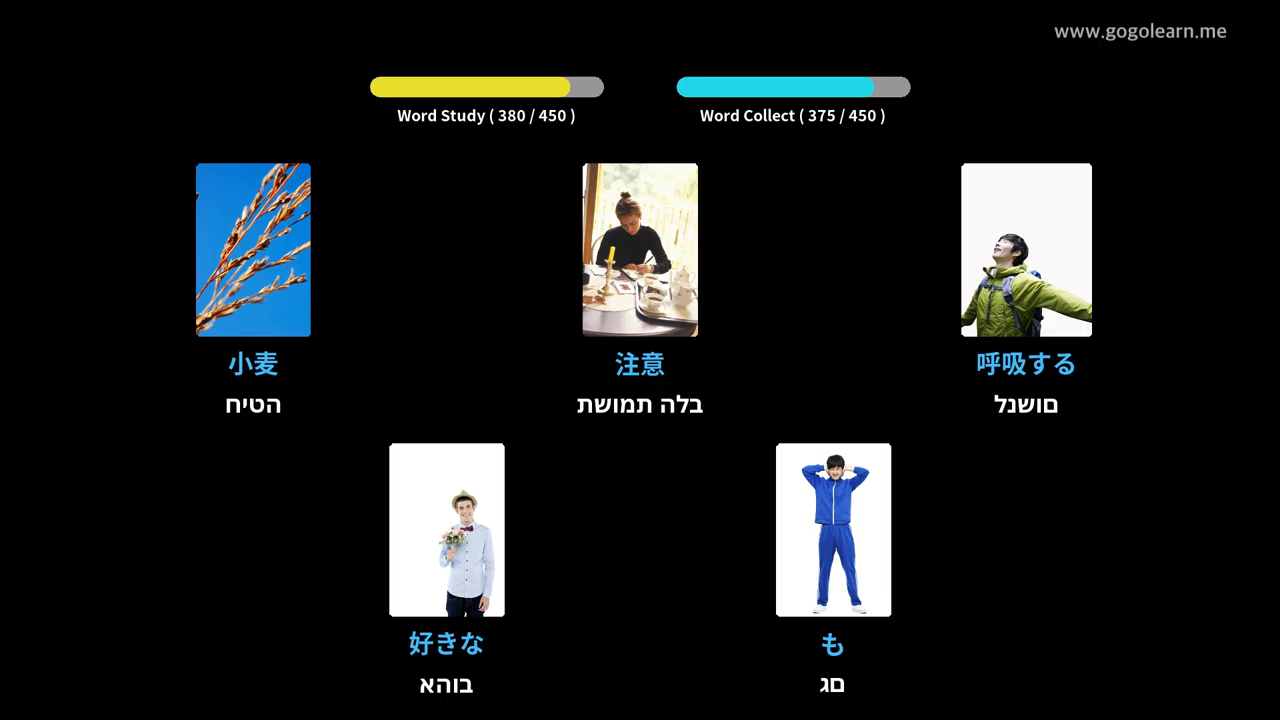 www.gogolearn.me
Word Study ( 380 / 450 )
Word Collect ( 375 / 450 )
小麦
הטיח
注意
בלה תמושת
呼吸する
םושנל
好きな
בוהא
も
םג